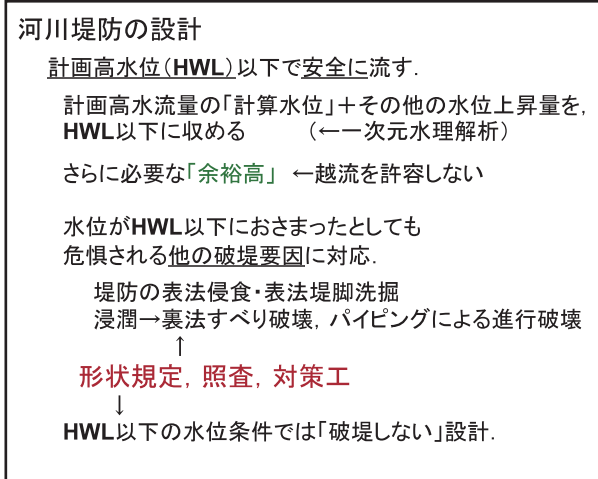 河川堤防の設計
計画高水位（HWL）以下で安全に流す.
計画高水流量の「計算水位」＋その他の水位上昇量を,
HWL以下に収める　　　（←一次元水理解析）
さらに必要な「余裕高」 ←越流を許容しない
水位がHWL以下におさまったとしても
危惧される他の破堤要因に対応.
堤防の表法侵食・表法堤脚洗掘
浸潤→裏法すべり破壊, パイピングによる進行破壊
↑
形状規定, 照査, 対策工
↓
HWL以下の水位条件では「破堤しない」設計.